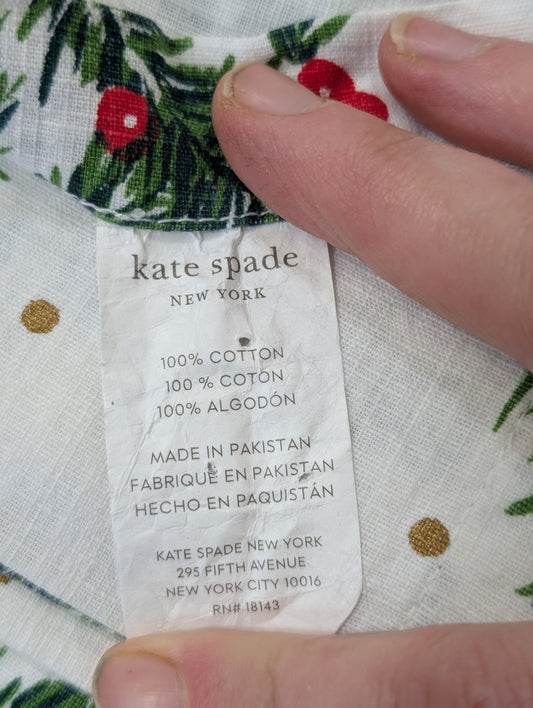 kate spade
NEW YORK
100% COTTON
100 % COTON
100% ALGODÓN
MADE IN PAKISTAN
FABRIQUE EN PAKISTAN
HECHO EN PAQUISTÁN
KATE SPADE NEW YORK
295 FIFTH AVENUE
NEW YORK CITY 10016
RN# 18143